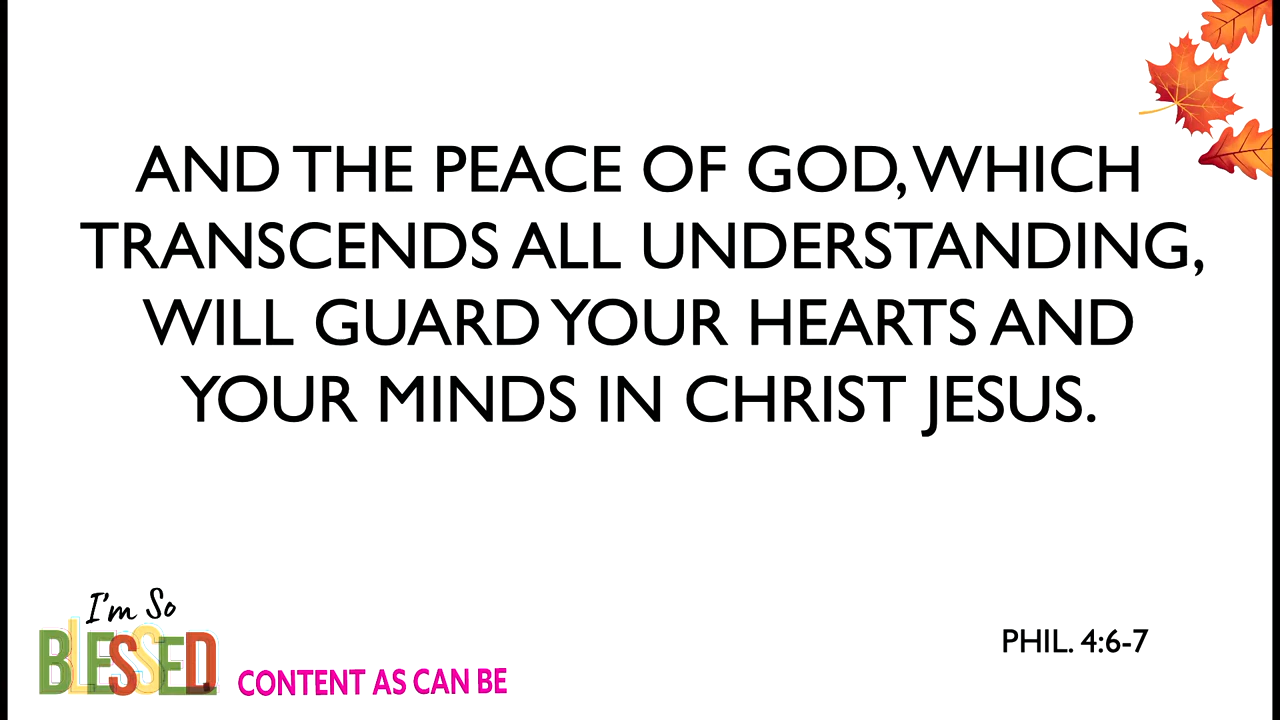 AND THE PEACE OF GOD, WHICH
TRANSCENDS ALL UNDERSTANDING,
WILL GUARD YOUR HEARTS AND
YOUR MINDS IN CHRIST JESUS.
I'm So
BLESSED.
CONTENT AS CAN BE
PHIL. 4:6-7